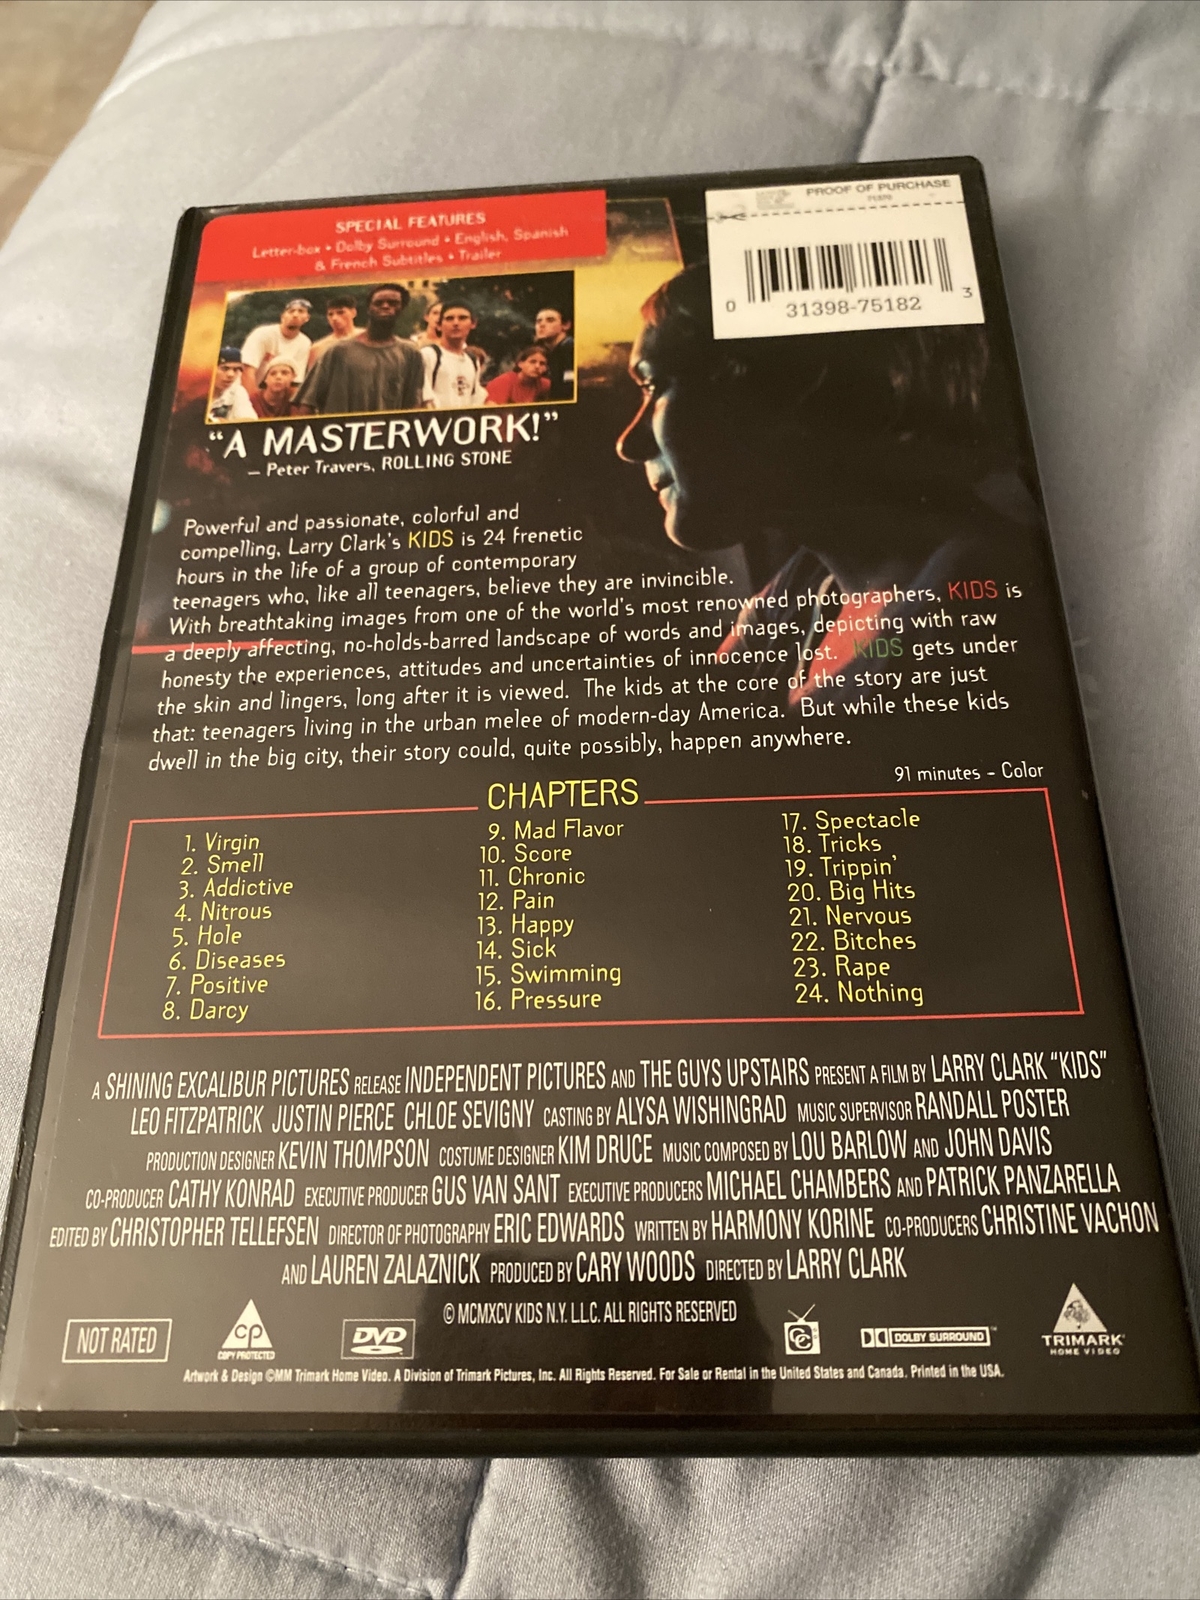 SPECIAL FEATURES
Letter-box • Dolby Surround • English, Spanish
& French Subtitles • Trailer
PROOF OF PURCHASE
0 31398-75182 3
"A MASTERWORK!"
– Peter Travers, ROLLING STONE
Powerful and passionate, colorful and
compelling, Larry Clark's KIDS is 24 frenetic
hours in the life of a group of contemporary
teenagers who, like all teenagers, believe they are invincible.
With breathtaking images from one of the world's most renowned photographers, KIDS is
a deeply affecting, no-holds-barred landscape of words and images, depicting with raw
honesty the experiences, attitudes and uncertainties of innocence lost. KIDS gets under
the skin and lingers, long after it is viewed. The kids at the core of the story are just
that: teenagers living in the urban melee of modern-day America. But while these kids
dwell in the big city, their story could, quite possibly, happen anywhere.
91 minutes – Color
CHAPTERS
1. Virgin
2. Smell
3. Addictive
4. Nitrous
5. Hole
6. Diseases
7. Positive
8. Darcy
9. Mad Flavor
10. Score
11. Chronic
12. Pain
13. Happy
14. Sick
15. Swimming
16. Pressure
17. Spectacle
18. Tricks
19. Trippin'
20. Big Hits
21. Nervous
22. Bitches
23. Rape
24. Nothing
A SHINING EXCALIBUR PICTURES RELEASE INDEPENDENT PICTURES AND THE GUYS UPSTAIRS PRESENT A FILM BY LARRY CLARK "KIDS"
LEO FITZPATRICK JUSTIN PIERCE CHLOE SEVIGNY CASTING BY ALYSA WISHINGRAD MUSIC SUPERVISOR RANDALL POSTER
PRODUCTION DESIGNER KEVIN THOMPSON COSTUME DESIGNER KIM DRUCE MUSIC COMPOSED BY LOU BARLOW AND JOHN DAVIS
CO-PRODUCER CATHY KONRAD EXECUTIVE PRODUCER GUS VAN SANT EXECUTIVE PRODUCERS MICHAEL CHAMBERS AND PATRICK PANZARELLA
EDITED BY CHRISTOPHER TELLEFSEN DIRECTOR OF PHOTOGRAPHY ERIC EDWARDS WRITTEN BY HARMONY KORINE CO-PRODUCERS CHRISTINE VACHON
AND LAUREN ZALAZNICK PRODUCED BY CARY WOODS DIRECTED BY LARRY CLARK
© MCMXCV KIDS N.Y. L.L.C. ALL RIGHTS RESERVED
NOT RATED
CP
COPY PROTECTED
DVD
CC
DOLBY SURROUND
TRIMARK
HOME VIDEO
Artwork & Design ©MM Trimark Home Video. A Division of Trimark Pictures, Inc. All Rights Reserved. For Sale or Rental in the United States and Canada. Printed in the USA.